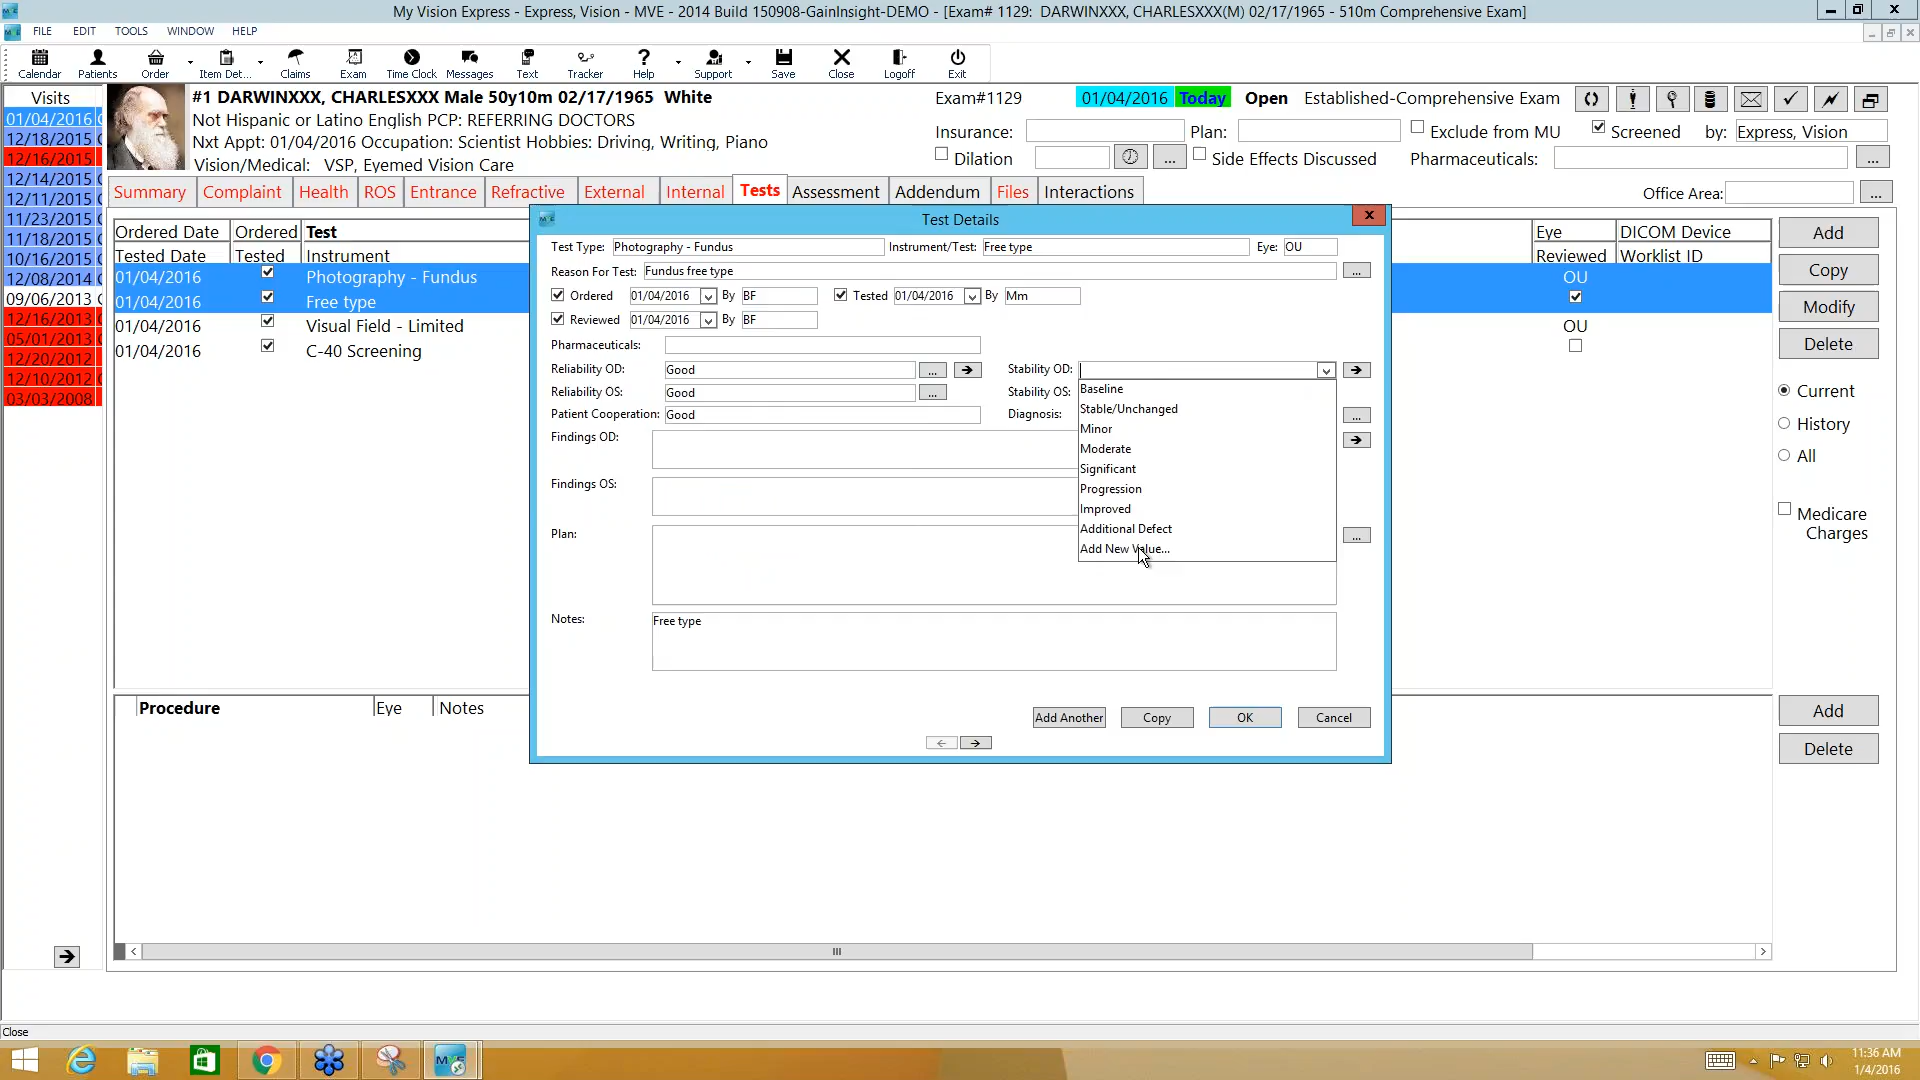 My Vision Express - Express, Vision - MVE - 2014 Build 150908-GainInsight-DEMO - [Exam# 1129: DARWINXXX, CHARLESXXX(M) 02/17/1965 - 510m Comprehensive Exam]
FILE EDIT TOOLS WINDOW HELP
Calendar Patients Order Item Det... Claims Exam Time Clock Messages Text Tracker Help Support Save Close Logoff Exit
Visits
01/04/2016
12/18/2015
12/16/2015
12/14/2015
12/11/2015
11/23/2015
11/18/2015
10/16/2015
12/08/2014
09/06/2013
12/16/2013
05/01/2013
12/20/2012
12/10/2012
03/03/2008
#1 DARWINXXX, CHARLESXXX Male 50y10m 02/17/1965 White
Not Hispanic or Latino English PCP: REFERRING DOCTORS
Nxt Appt: 01/04/2016 Occupation: Scientist Hobbies: Driving, Writing, Piano
Vision/Medical: VSP, Eyemed Vision Care
Exam#1129 01/04/2016 Today Open Established-Comprehensive Exam
Insurance: Plan: Exclude from MU Screened by: Express, Vision
Dilation ... Side Effects Discussed Pharmaceuticals: ...
Summary Complaint Health ROS Entrance Refractive External Internal Tests Assessment Addendum Files Interactions
Office Area: ...
Ordered Date Ordered Test Eye DICOM Device
Tested Date Tested Instrument Reviewed Worklist ID
01/04/2016 Photography - Fundus OU
01/04/2016 Free type
01/04/2016 Visual Field - Limited OU
01/04/2016 C-40 Screening
Add
Copy
Modify
Delete
Current
History
All
Medicare
Charges
Test Details
Test Type: Photography - Fundus Instrument/Test: Free type Eye: OU
Reason For Test: Fundus free type ...
Ordered 01/04/2016 By BF Tested 01/04/2016 By Mm
Reviewed 01/04/2016 By BF
Pharmaceuticals:
Reliability OD: Good ... Stability OD:
Reliability OS: Good ... Stability OS:
Patient Cooperation: Good Diagnosis: ...
Baseline
Stable/Unchanged
Minor
Moderate
Significant
Progression
Improved
Additional Defect
Add New Value...
Findings OD:
Findings OS:
Plan: ...
Notes: Free type
Add Another Copy OK Cancel
Procedure Eye Notes
Add
Delete
Close
11:36 AM
1/4/2016